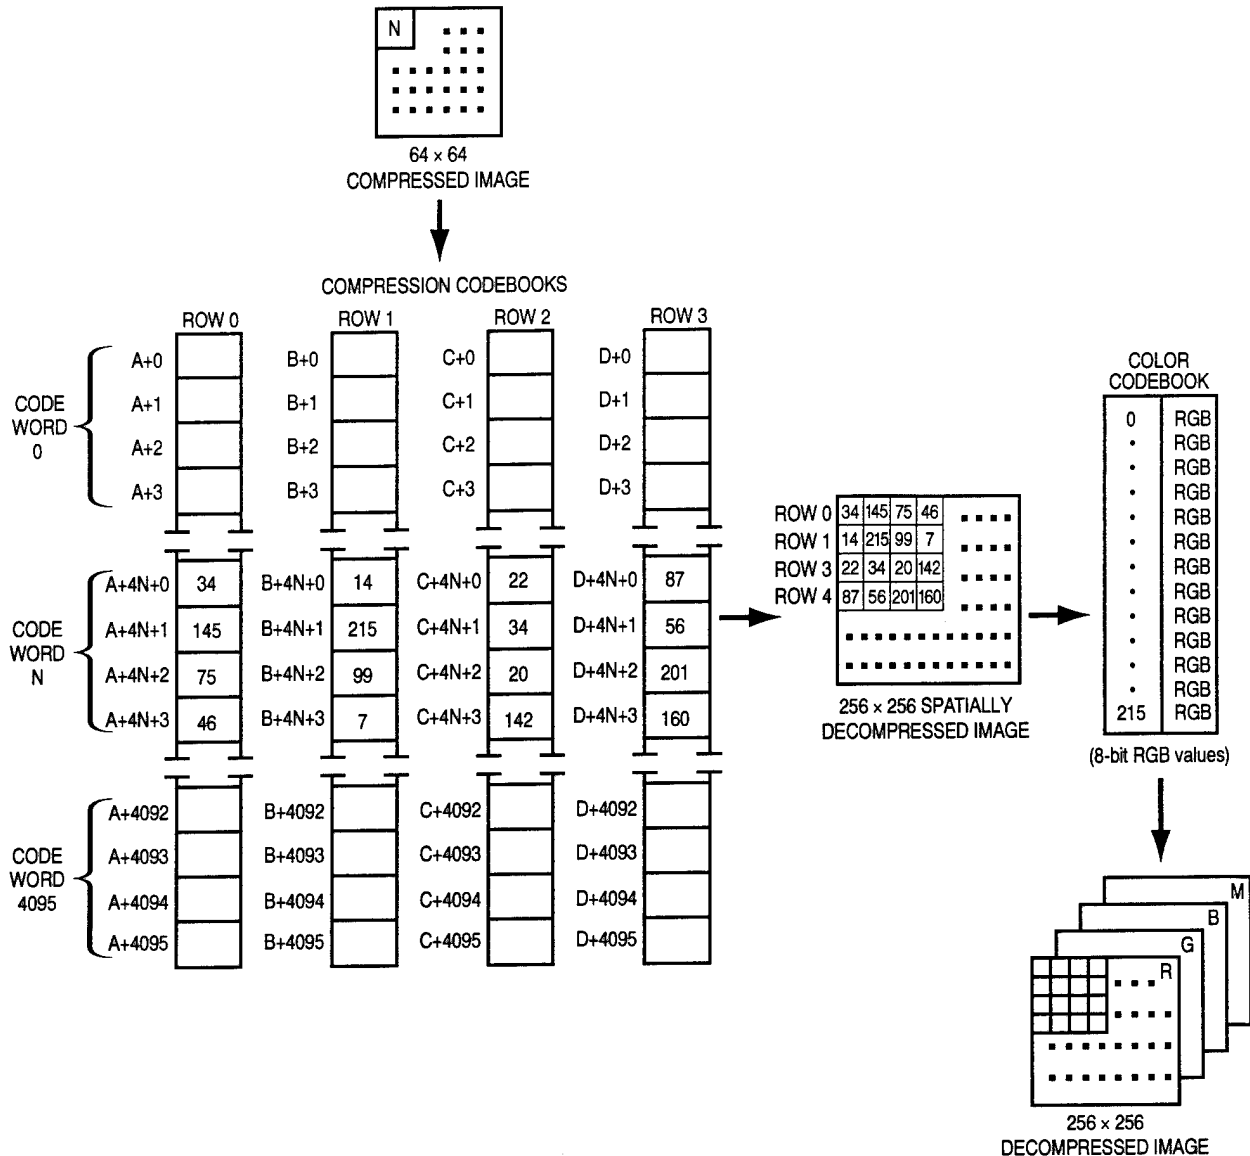 N
64 × 64
COMPRESSED IMAGE
COMPRESSION CODEBOOKS
ROW 0 ROW 1 ROW 2 ROW 3
CODE
WORD
0
A+0 B+0 C+0 D+0
A+1 B+1 C+1 D+1
A+2 B+2 C+2 D+2
A+3 B+3 C+3 D+3
CODE
WORD
N
A+4N+0 34 B+4N+0 14 C+4N+0 22 D+4N+0 87
A+4N+1 145 B+4N+1 215 C+4N+1 34 D+4N+1 56
A+4N+2 75 B+4N+2 99 C+4N+2 20 D+4N+2 201
A+4N+3 46 B+4N+3 7 C+4N+3 142 D+4N+3 160
CODE
WORD
4095
A+4092 B+4092 C+4092 D+4092
A+4093 B+4093 C+4093 D+4093
A+4094 B+4094 C+4094 D+4094
A+4095 B+4095 C+4095 D+4095
ROW 0 34 145 75 46
ROW 1 14 215 99 7
ROW 3 22 34 20 142
ROW 4 87 56 201 160
256 × 256 SPATIALLY
DECOMPRESSED IMAGE
COLOR
CODEBOOK
0 RGB
RGB
RGB
RGB
RGB
RGB
RGB
RGB
RGB
RGB
RGB
RGB
215 RGB
(8-bit RGB values)
M
B
G
R
256 × 256
DECOMPRESSED IMAGE